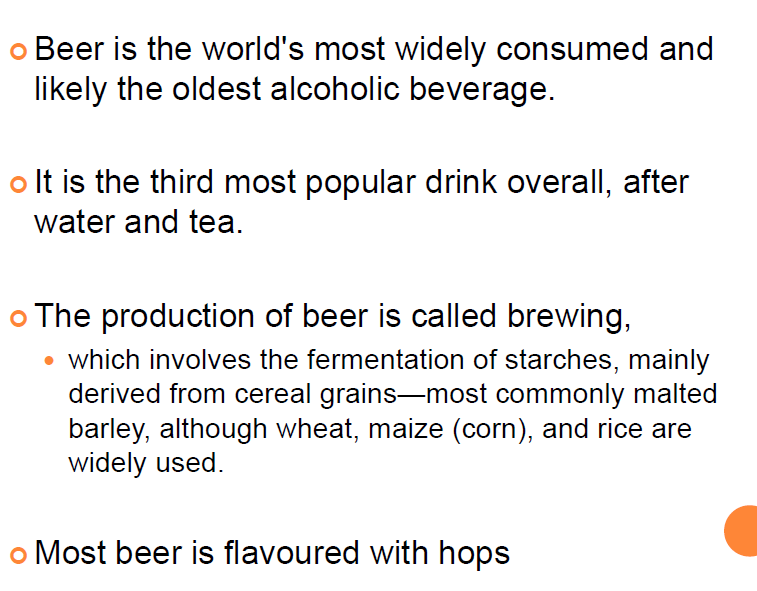 Beer is the world's most widely consumed and
likely the oldest alcoholic beverage.
It is the third most popular drink overall, after
water and tea.
The production of beer is called brewing,
which involves the fermentation of starches, mainly
derived from cereal grains—most commonly malted
barley, although wheat, maize (corn), and rice are
widely used.
Most beer is flavoured with hops